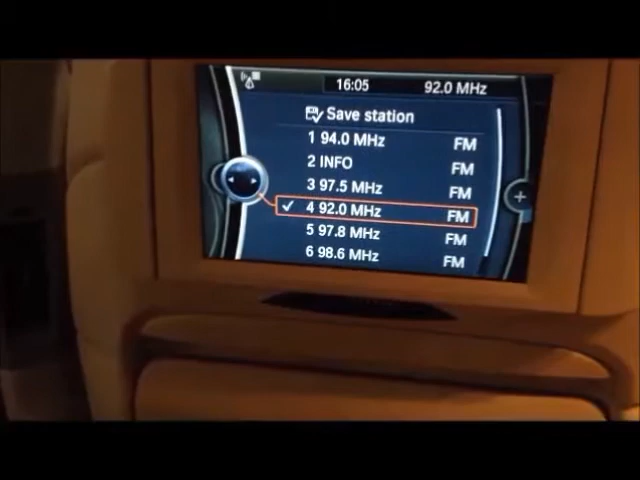 16:05 92.0 MHz
Save station
1 94.0 MHz FM
2 INFO FM
3 97.5 MHz FM
4 92.0 MHz FM
5 97.8 MHz FM
6 98.6 MHz FM